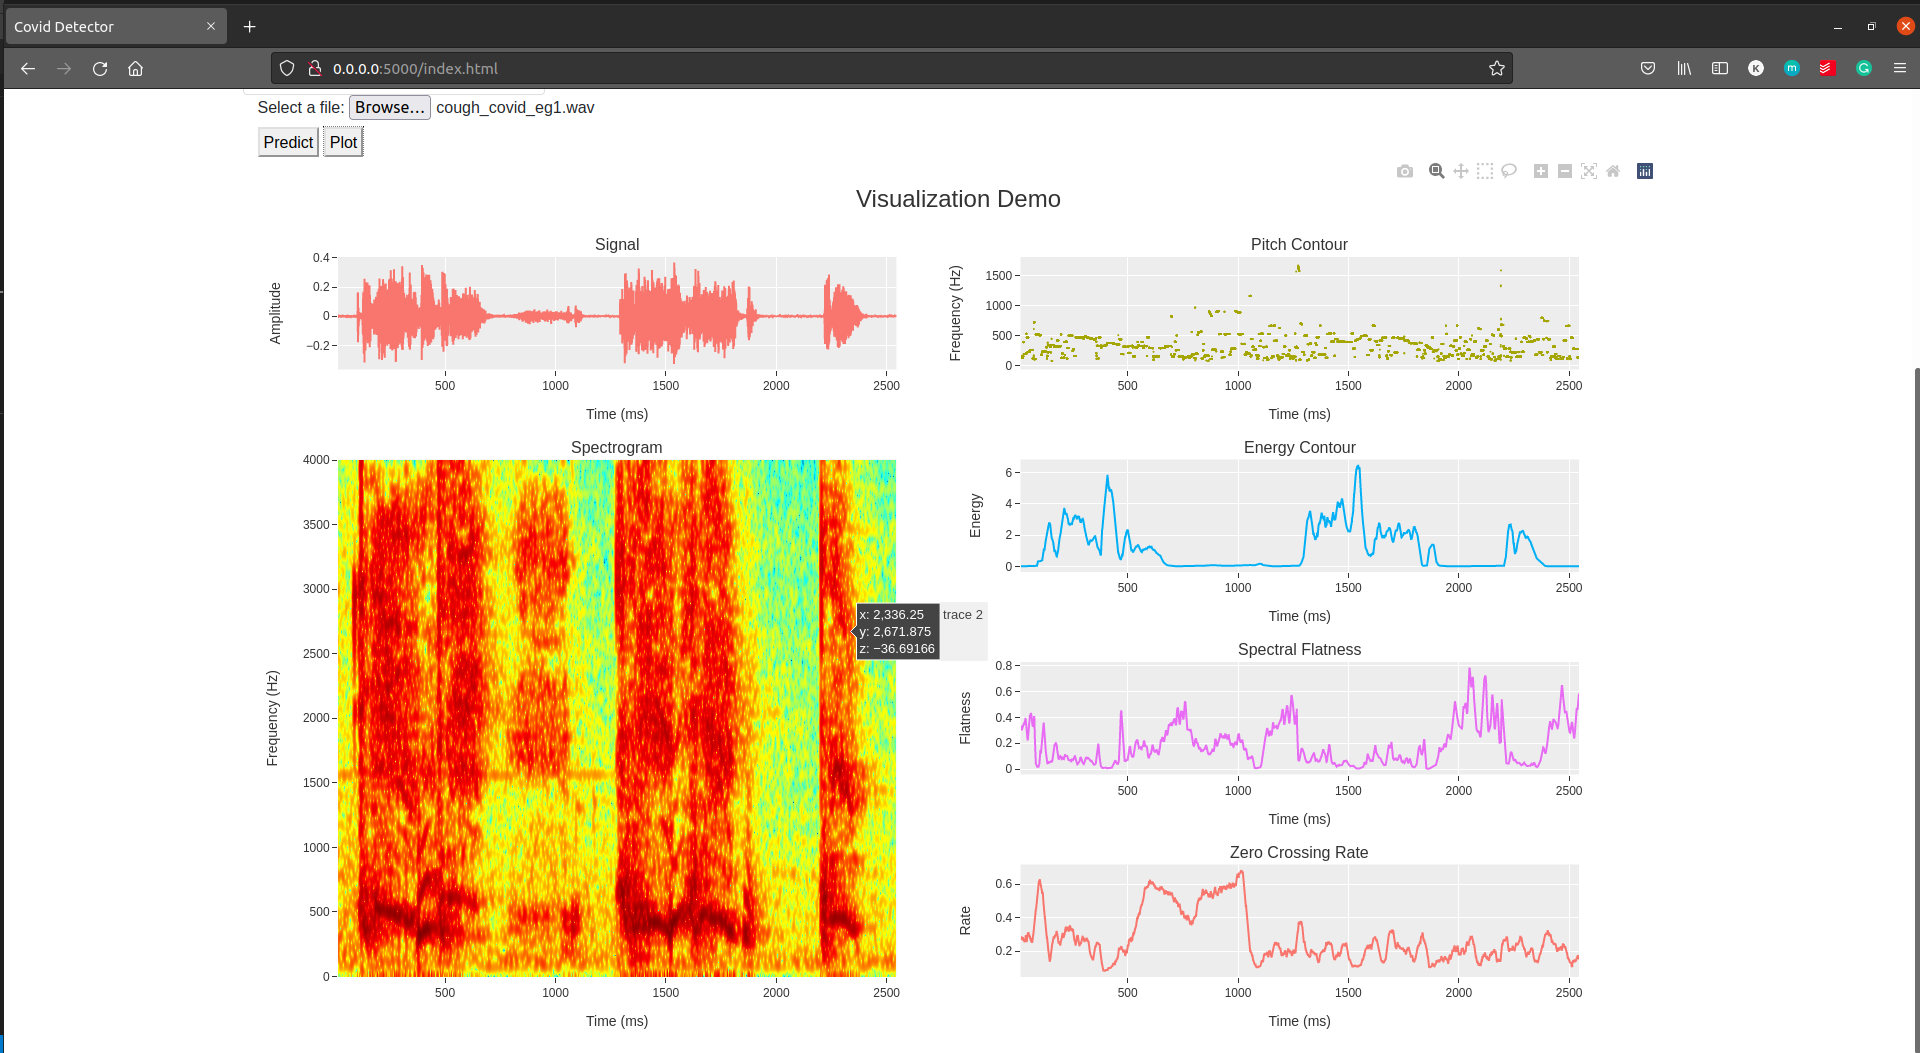 Covid Detector
0.0.0.0:5000/index.html
K
m
G
Select a file: Browse... cough_covid_eg1.wav
Predict Plot
Visualization Demo
Signal
Amplitude
0.4
0.2
0
−0.2
500 1000 1500 2000 2500
Time (ms)
Pitch Contour
Frequency (Hz)
1500
1000
500
0
500 1000 1500 2000 2500
Time (ms)
Spectrogram
Frequency (Hz)
4000
3500
3000
2500
2000
1500
1000
500
0
500 1000 1500 2000 2500
Time (ms)
x: 2,336.25
y: 2,671.875
z: −36.69166
trace 2
Energy Contour
Energy
6
4
2
0
500 1000 1500 2000 2500
Time (ms)
Spectral Flatness
Flatness
0.8
0.6
0.4
0.2
0
500 1000 1500 2000 2500
Time (ms)
Zero Crossing Rate
Rate
0.6
0.4
0.2
500 1000 1500 2000 2500
Time (ms)